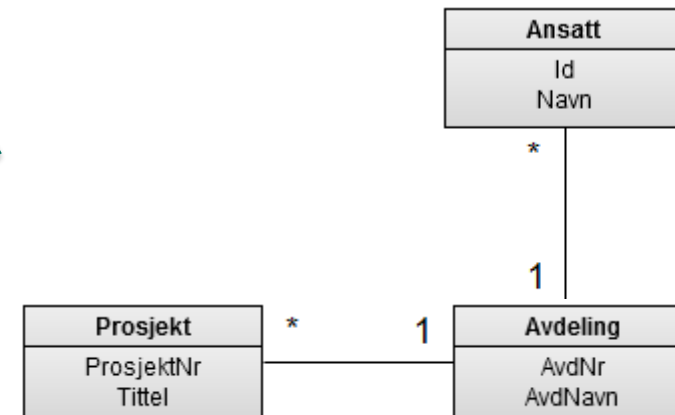 Ansatt
Id
Navn
*
1
Prosjekt
ProsjektNr
Tittel
* 1
Avdeling
AvdNr
AvdNavn